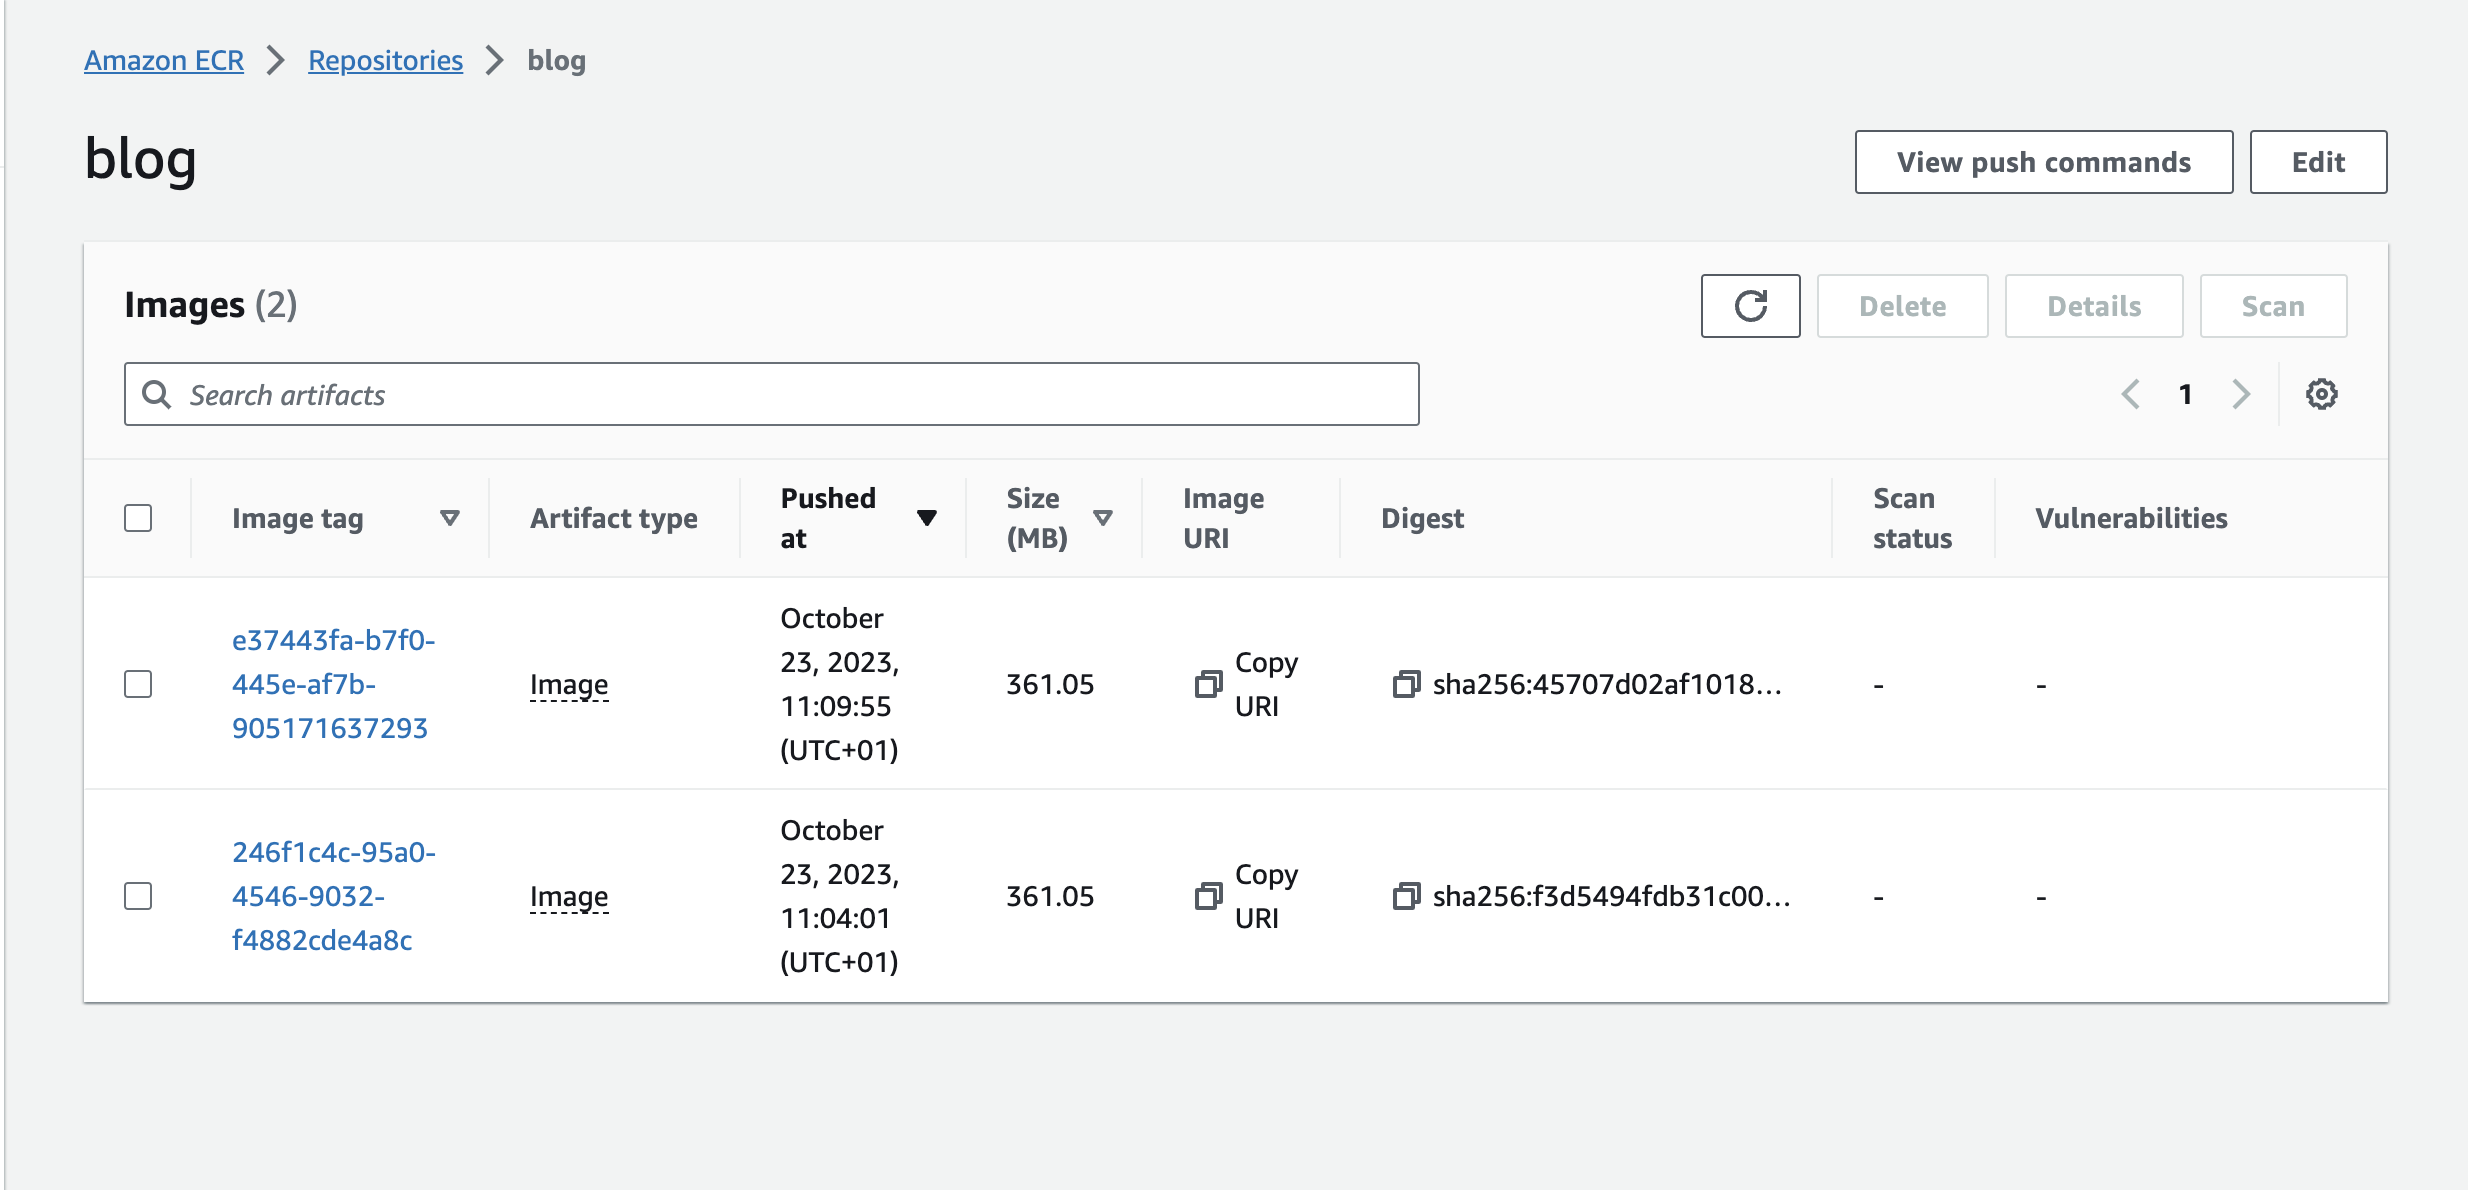 Amazon ECR > Repositories > blog
blog
View push commands
Edit
Images (2)
Delete
Details
Scan
Search artifacts
1
Image tag
Artifact type
Pushed
at
Size
(MB)
Image
URI
Digest
Scan
status
Vulnerabilities
e37443fa-b7f0-
445e-af7b-
905171637293
Image
October
23, 2023,
11:09:55
(UTC+01)
361.05
Copy
URI
sha256:45707d02af1018...
-
-
246f1c4c-95a0-
4546-9032-
f4882cde4a8c
Image
October
23, 2023,
11:04:01
(UTC+01)
361.05
Copy
URI
sha256:f3d5494fdb31c00...
-
-